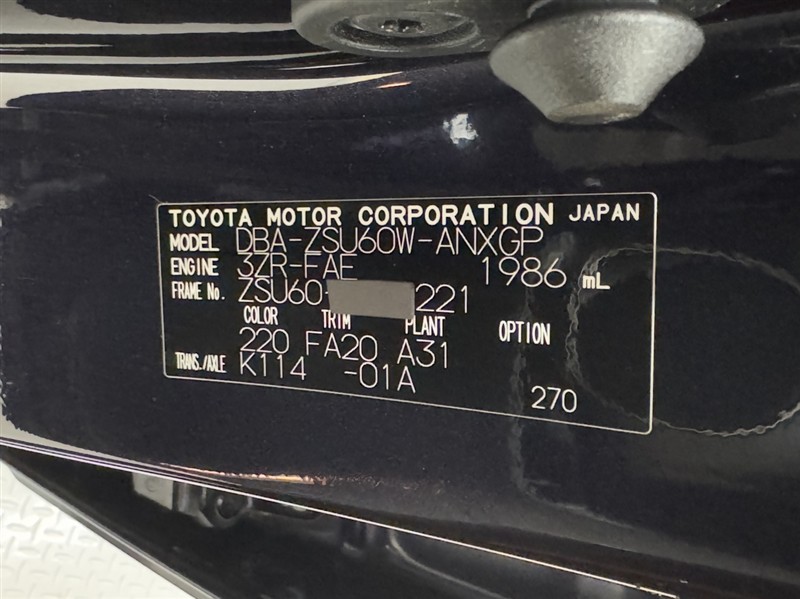 TOYOTA MOTOR CORPORATION JAPAN
MODEL DBA-ZSU60W-ANXGP
ENGINE 3ZR-FAE 1986 mL
FRAME No. ZSU60- 221
COLOR TRIM PLANT OPTION
220 FA20 A31
TRANS./AXLE K114 -01A
270